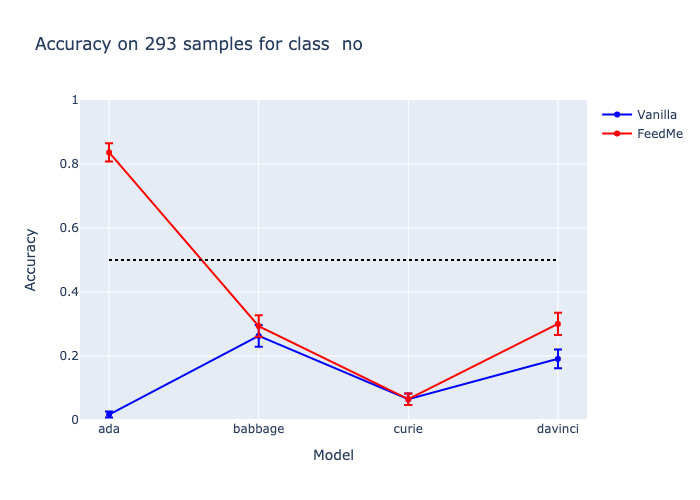 Accuracy on 293 samples for class  no
Vanilla
FeedMe
1
0.8
0.6
0.4
0.2
0
Accuracy
ada
babbage
curie
davinci
Model